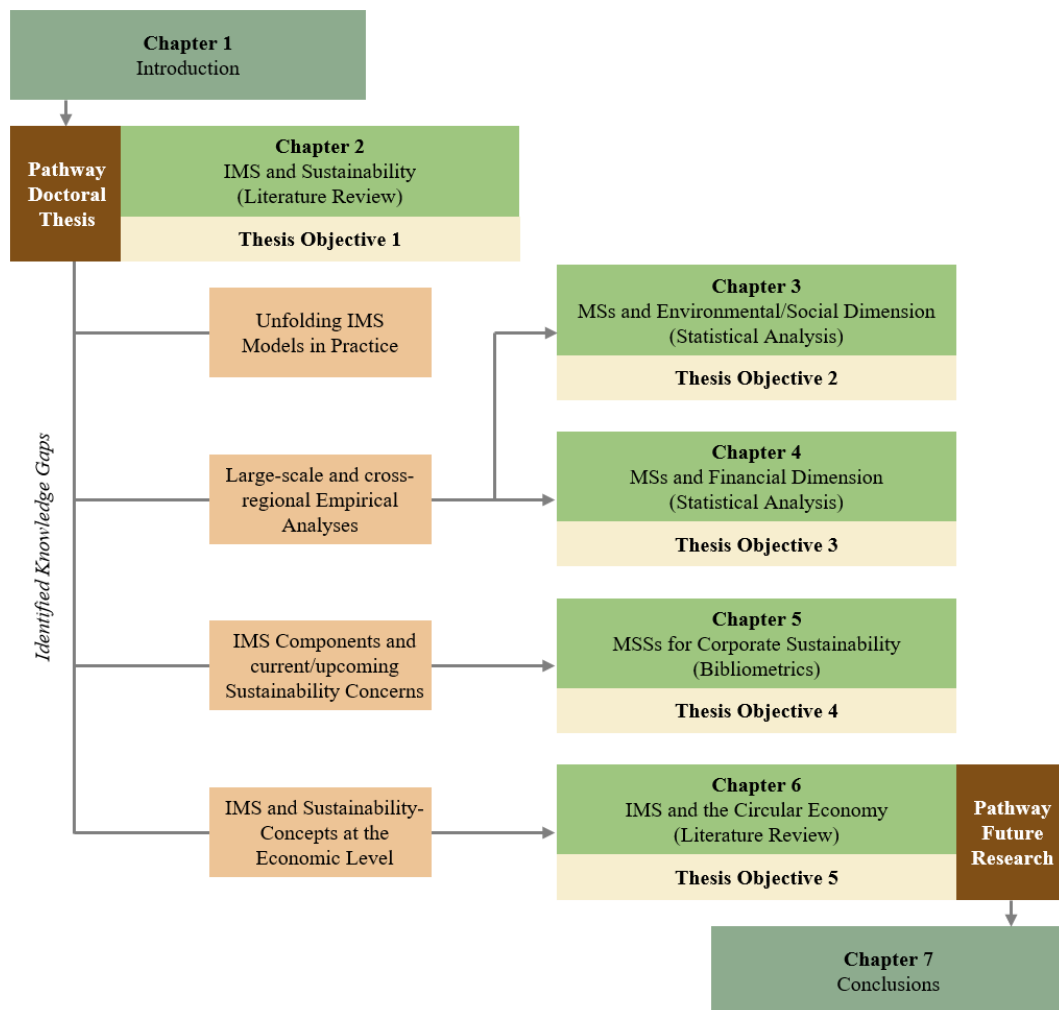 Chapter 1
Introduction
Pathway
Doctoral
Thesis
Chapter 2
IMS and Sustainability
(Literature Review)
Thesis Objective 1
Identified Knowledge Gaps
Unfolding IMS
Models in Practice
Chapter 3
MSs and Environmental/Social Dimension
(Statistical Analysis)
Thesis Objective 2
Large-scale and cross-
regional Empirical
Analyses
Chapter 4
MSs and Financial Dimension
(Statistical Analysis)
Thesis Objective 3
IMS Components and
current/upcoming
Sustainability Concerns
Chapter 5
MSSs for Corporate Sustainability
(Bibliometrics)
Thesis Objective 4
IMS and Sustainability-
Concepts at the
Economic Level
Chapter 6
IMS and the Circular Economy
(Literature Review)
Thesis Objective 5
Pathway
Future
Research
Chapter 7
Conclusions